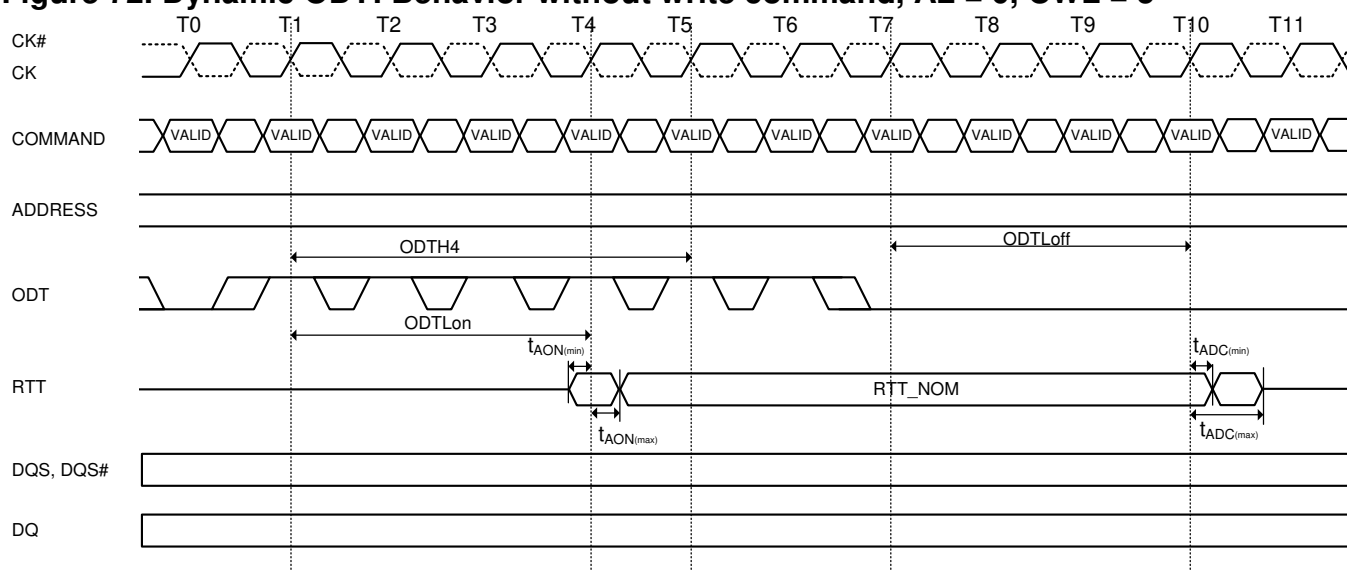 Figure 72. Dynamic ODT: Behavior without write command, AL = 0, CWL = 5
T0 T1 T2 T3 T4 T5 T6 T7 T8 T9 T10 T11
CK#
CK
COMMAND VALID VALID VALID VALID VALID VALID VALID VALID VALID VALID VALID VALID
ADDRESS
ODTH4 ODTLoff
ODT
ODTLon
tAON(min) tADC(min)
RTT RTT_NOM
tAON(max) tADC(max)
DQS, DQS#
DQ